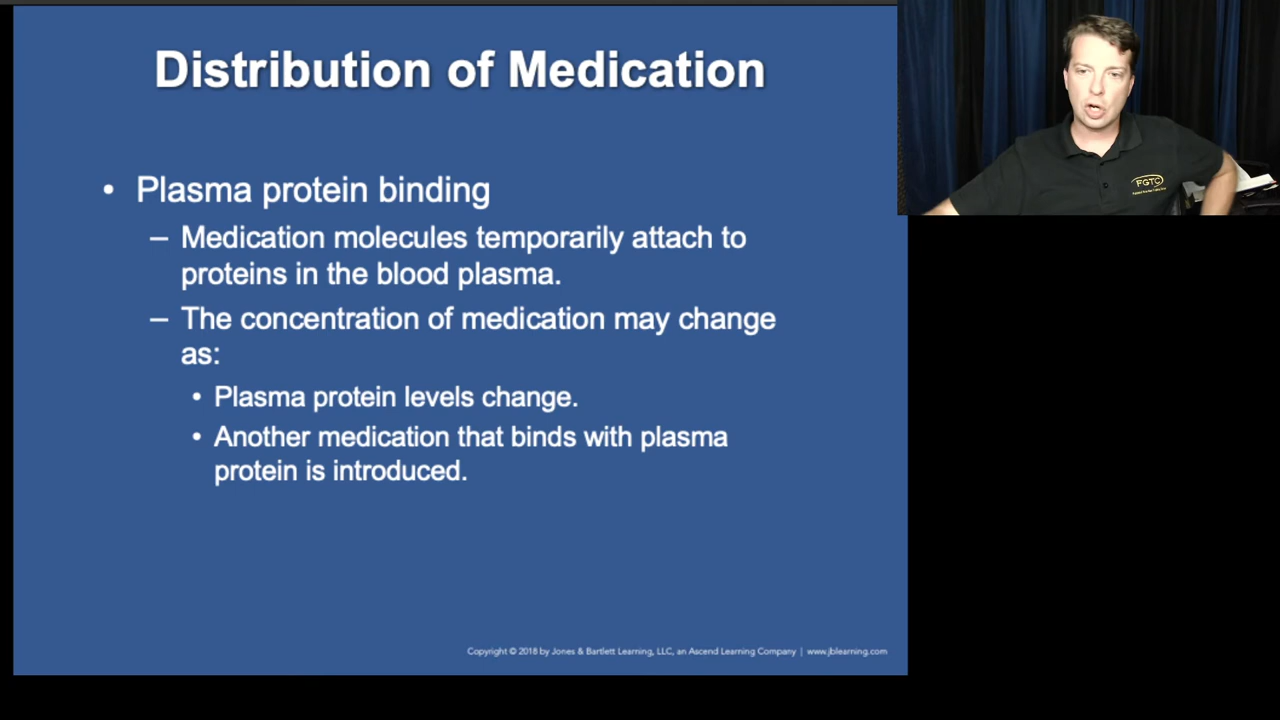 Distribution of Medication
• Plasma protein binding
– Medication molecules temporarily attach to
proteins in the blood plasma.
– The concentration of medication may change
as:
• Plasma protein levels change.
• Another medication that binds with plasma
protein is introduced.
Copyright © 2018 by Jones & Bartlett Learning, LLC, an Ascend Learning Company | www.jblearning.com
FGTC